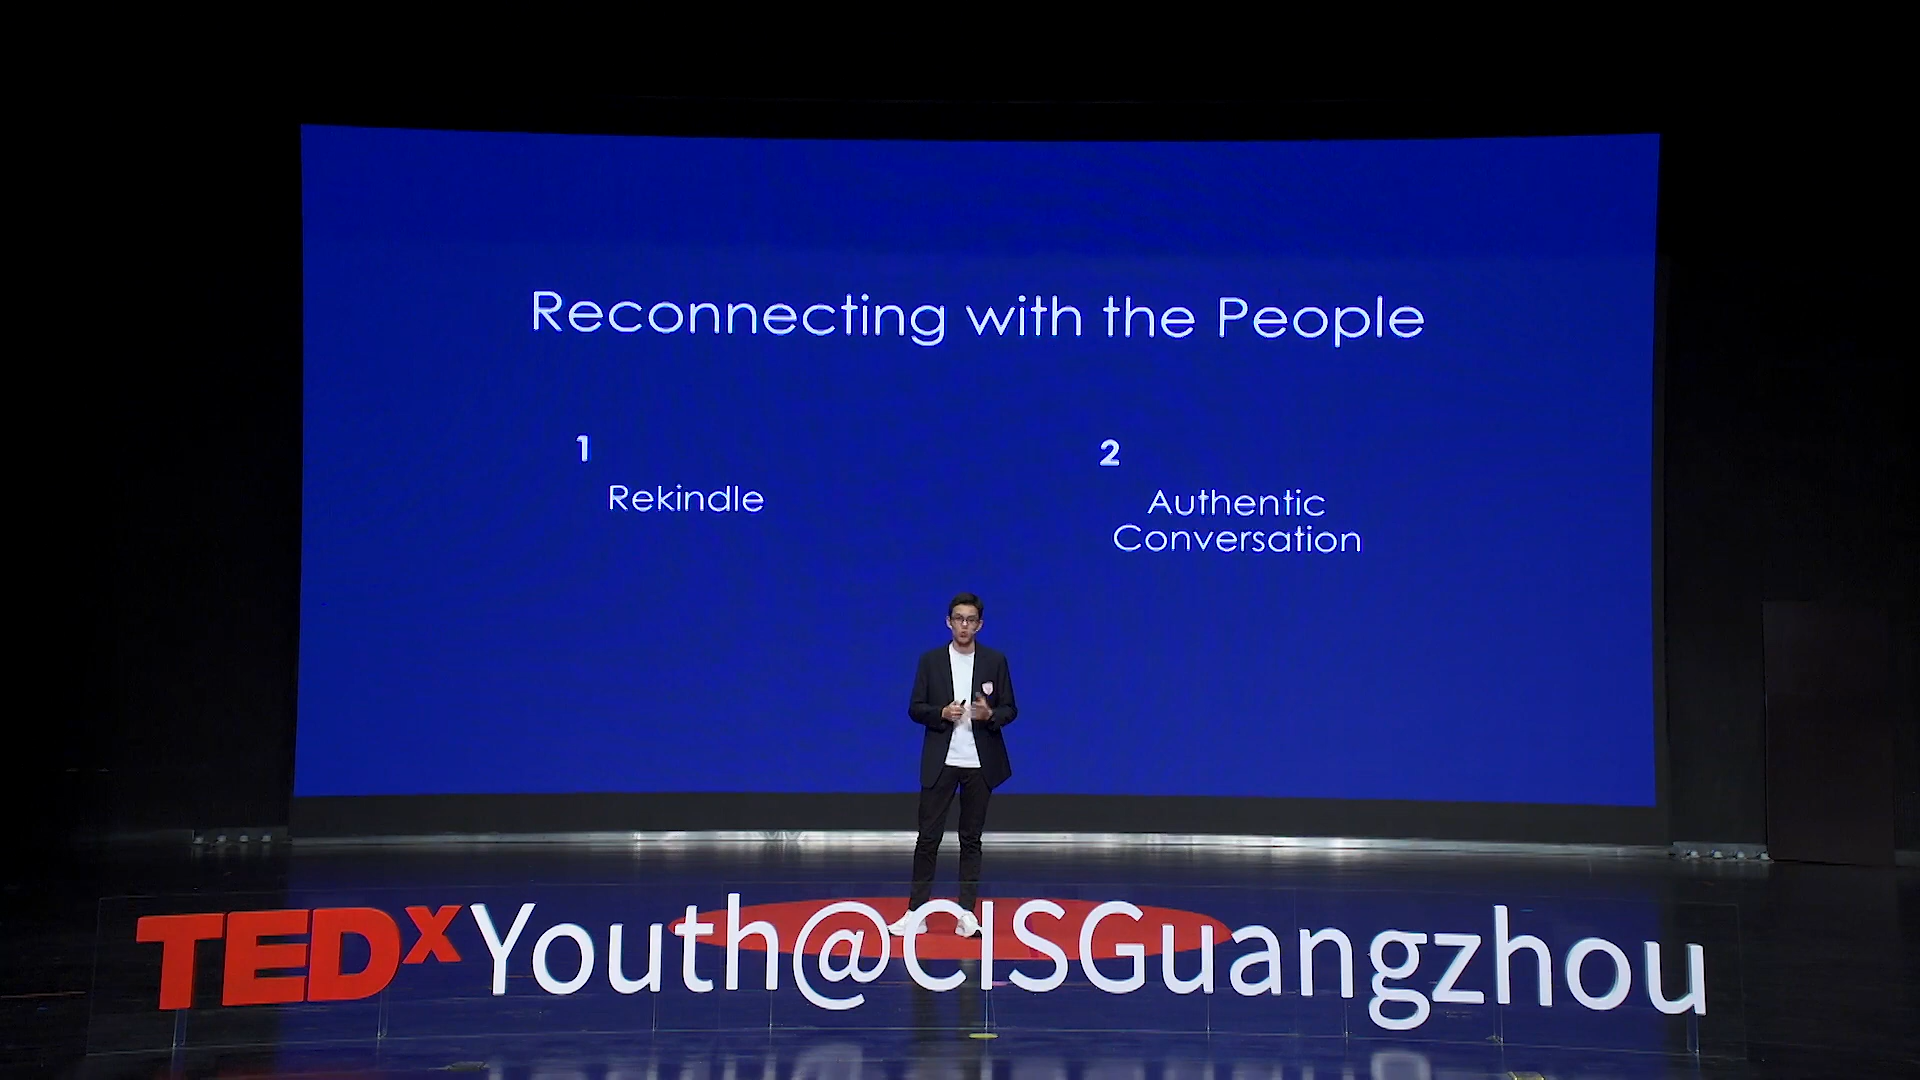 Reconnecting with the People
1
Rekindle
2
Authentic
Conversation
TEDxYouth@CISGuangzhou